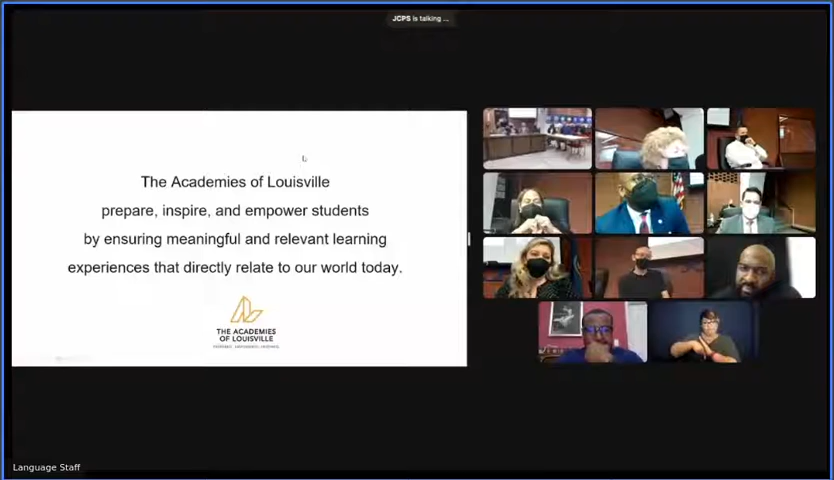 JCPS is talking ...
The Academies of Louisville
prepare, inspire, and empower students
by ensuring meaningful and relevant learning
experiences that directly relate to our world today.
THE ACADEMIES
OF LOUISVILLE
Language Staff